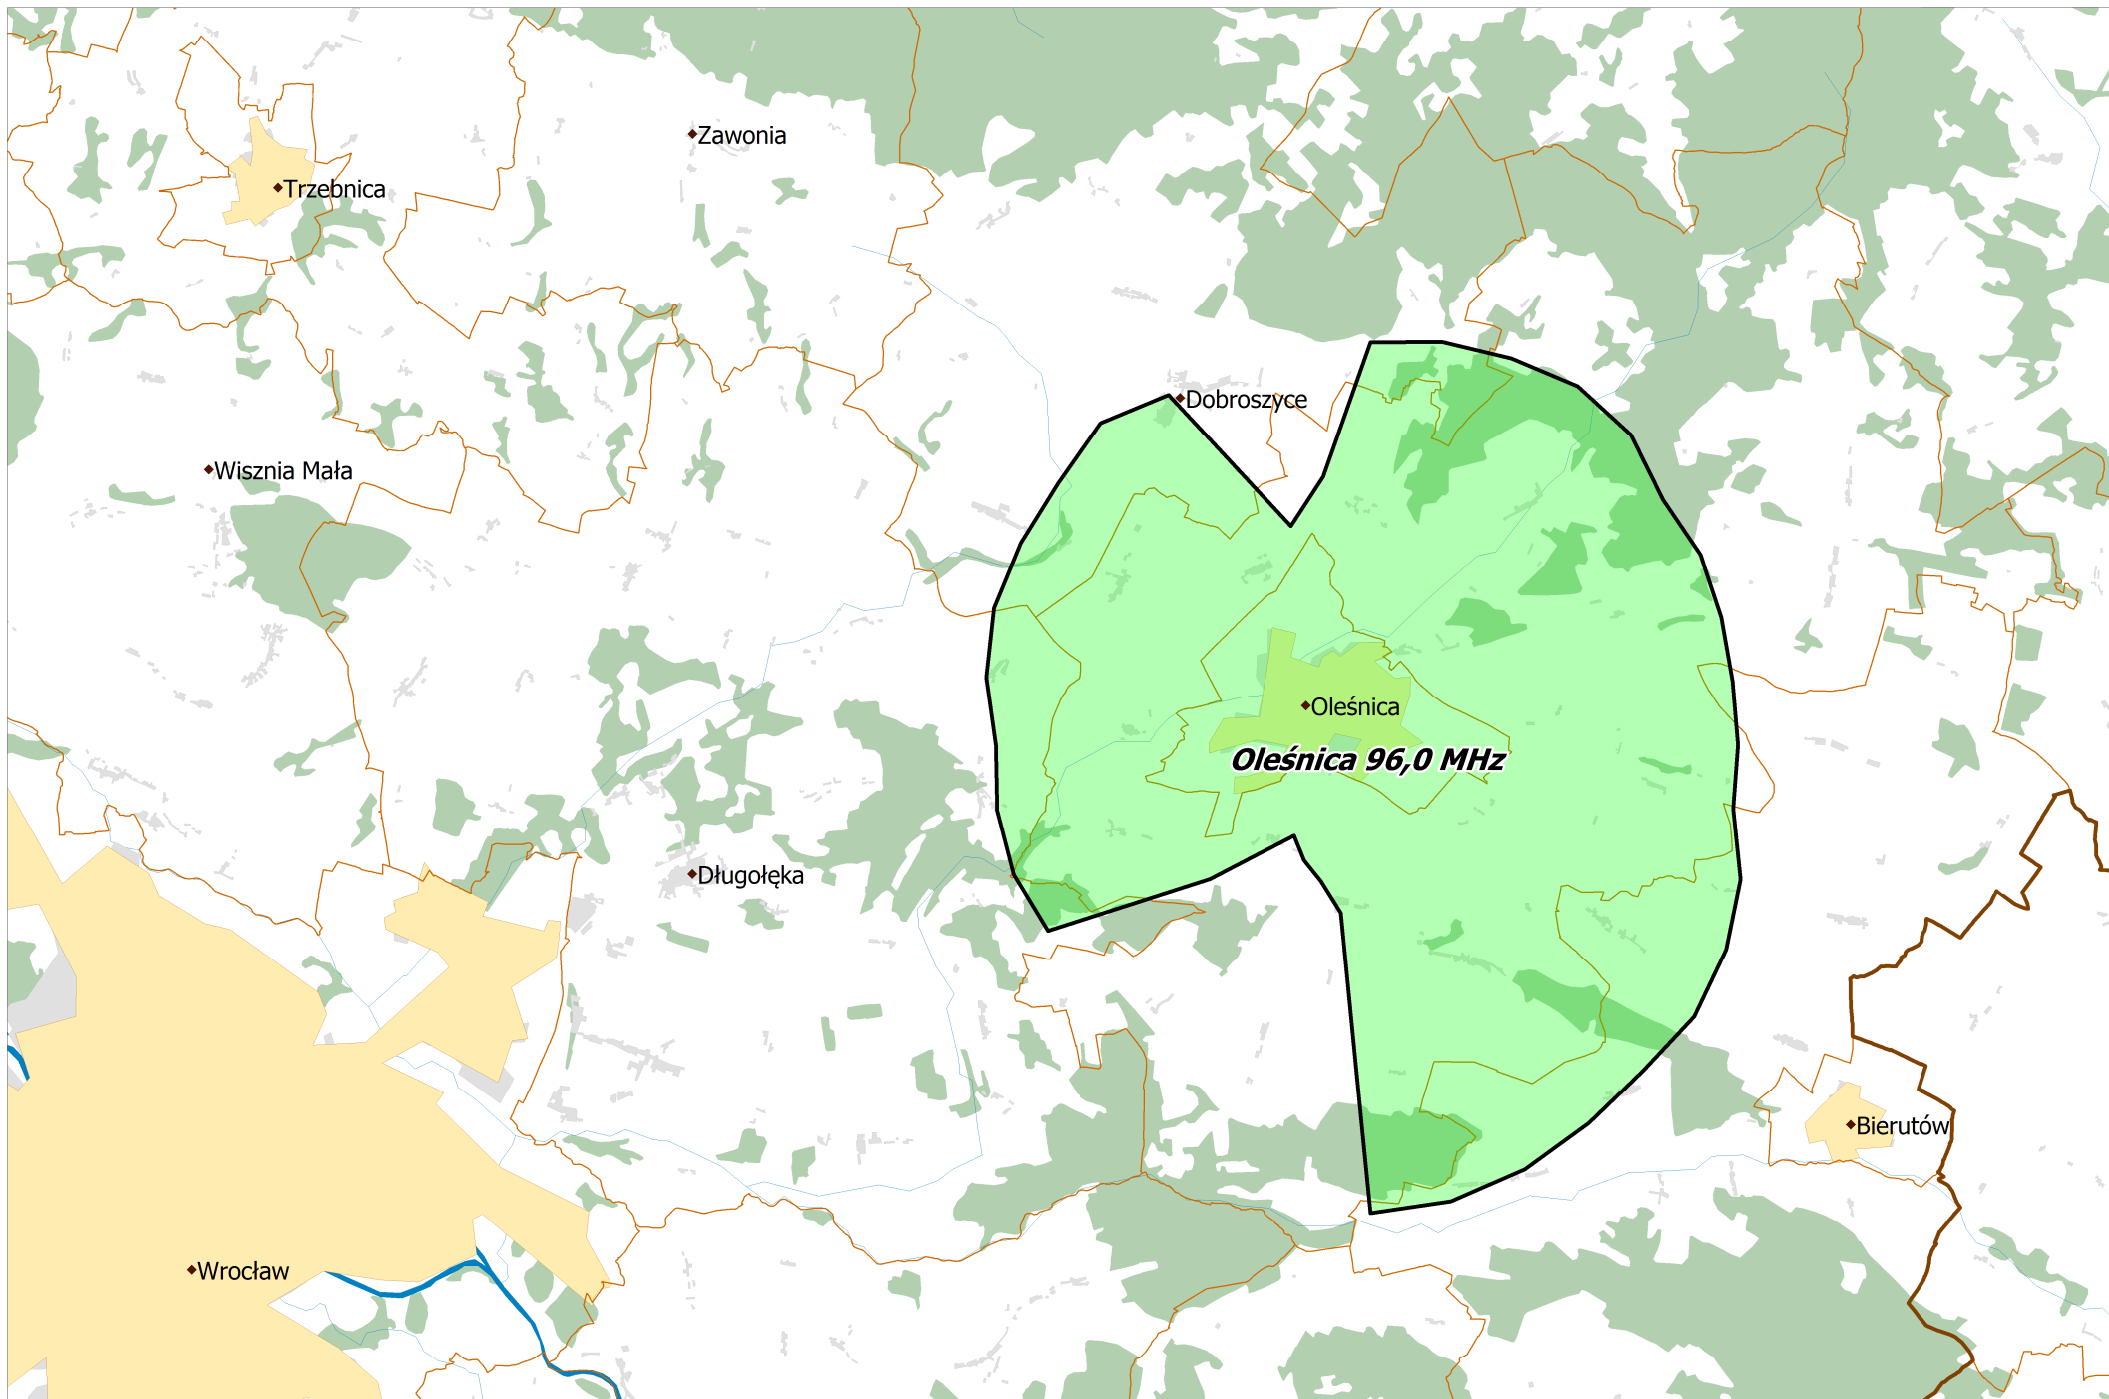 Zawonia
Trzebnica
Dobroszyce
Wisznia Mała
Oleśnica
Oleśnica 96,0 MHz
Długołęka
Bierutów
Wrocław